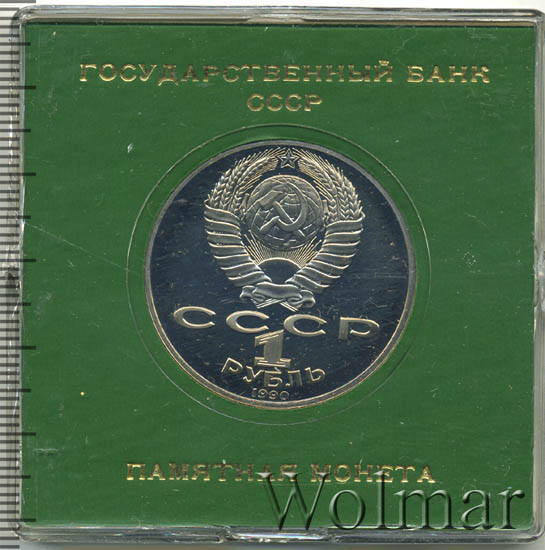 ГОСУДАРСТВЕННЫЙ БАНК
СССР
СССР
1
РУБЛЬ
1990
ПАМЯТНАЯ МОНЕТА
Wolmar